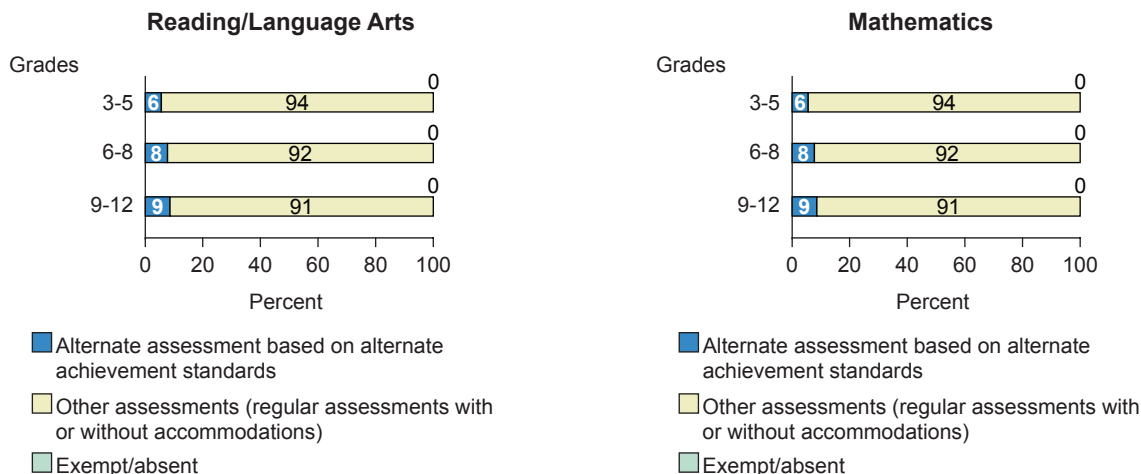 Reading/Language Arts
Grades
0
3-5 6 94
0
6-8 8 92
0
9-12 9 91
0 20 40 60 80 100
Percent
Alternate assessment based on alternate
achievement standards
Other assessments (regular assessments with
or without accommodations)
Exempt/absent
Mathematics
Grades
0
3-5 6 94
0
6-8 8 92
0
9-12 9 91
0 20 40 60 80 100
Percent
Alternate assessment based on alternate
achievement standards
Other assessments (regular assessments with
or without accommodations)
Exempt/absent